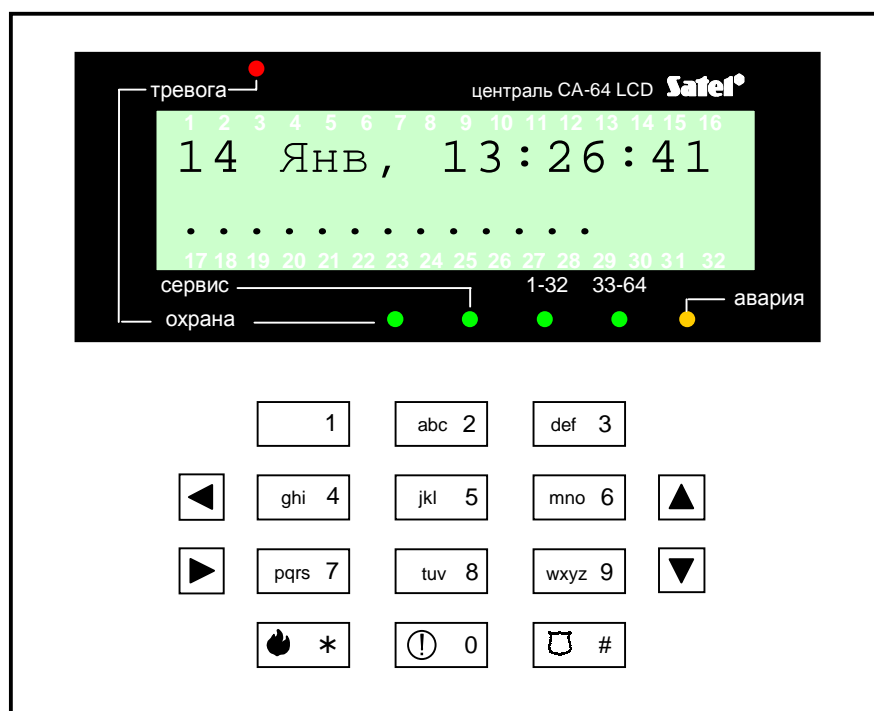 тревога
централь CA-64 LCD Satel
1 2 3 4 5 6 7 8 9 10 11 12 13 14 15 16
14 Янв, 13:26:41
. . . . . . . . . . . . .
17 18 19 20 21 22 23 24 25 26 27 28 29 30 31 32
сервис 1-32 33-64
авария
охрана
1 abc 2 def 3
ghi 4 jkl 5 mno 6
pqrs 7 tuv 8 wxyz 9
* ! 0 #